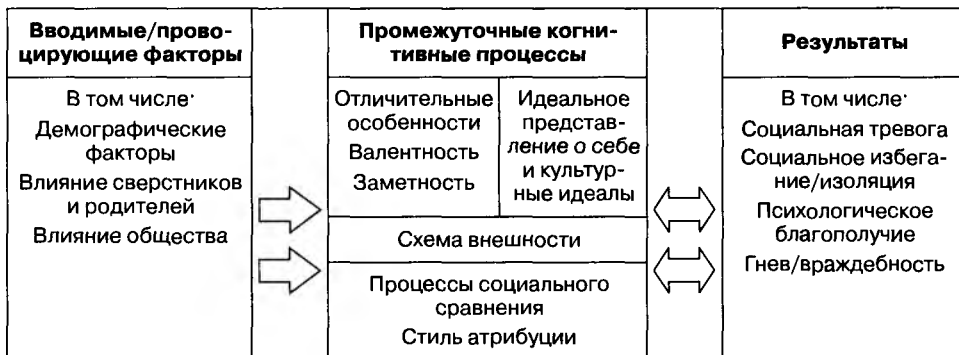 Вводимые/прово-
цирующие факторы
В том числе·
Демографические
факторы
Влияние сверстников
и родителей
Влияние общества
Промежуточные когни-
тивные процессы
Отличительные
особенности
Валентность
Заметность
Идеальное
представ-
ление о себе
и культур-
ные идеалы
Схема внешности
Процессы социального
сравнения
Стиль атрибуции
Результаты
В том числе·
Социальная тревога
Социальное избега-
ние/изоляция
Психологическое
благополучие
Гнев/враждебность